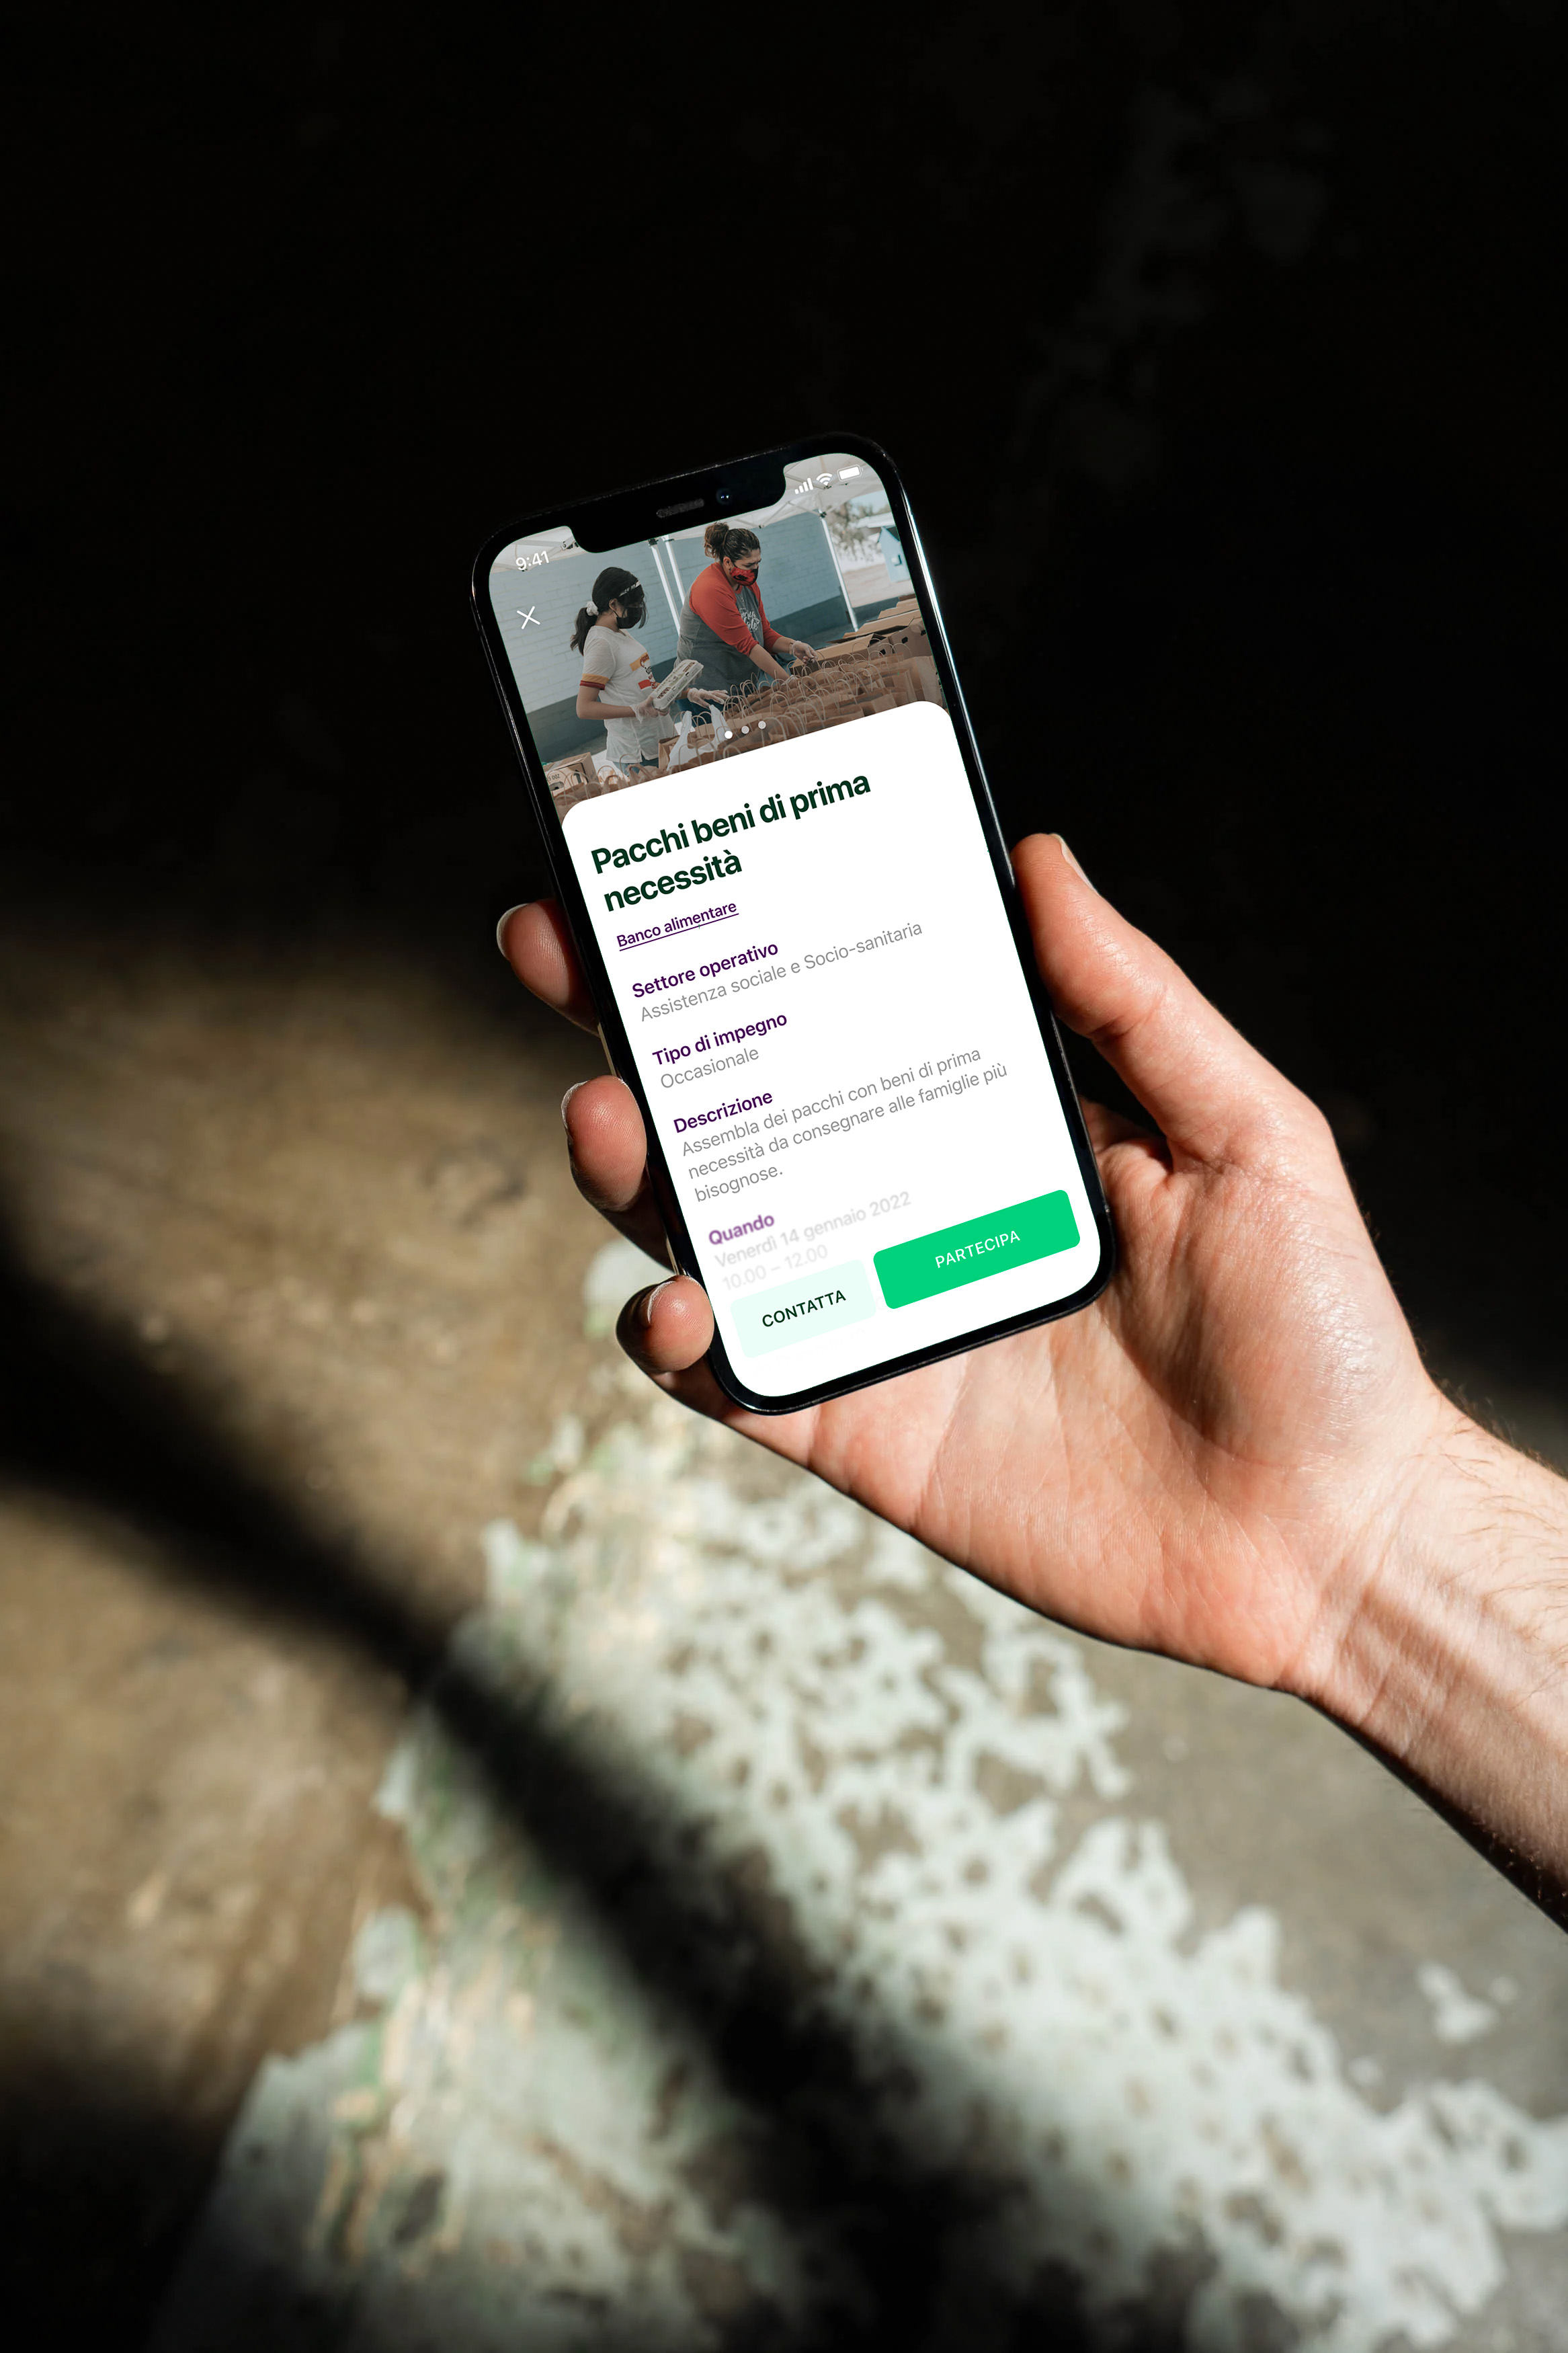 9:41
Pacchi beni di prima
necessità
Banco alimentare
Settore operativo
Assistenza sociale e Socio-sanitaria
Tipo di impegno
Occasionale
Descrizione
Assembla dei pacchi con beni di prima
necessità da consegnare alle famiglie più
bisognose.
Quando
Venerdì 14 gennaio 2022
10.00 – 12.00
CONTATTA
PARTECIPA